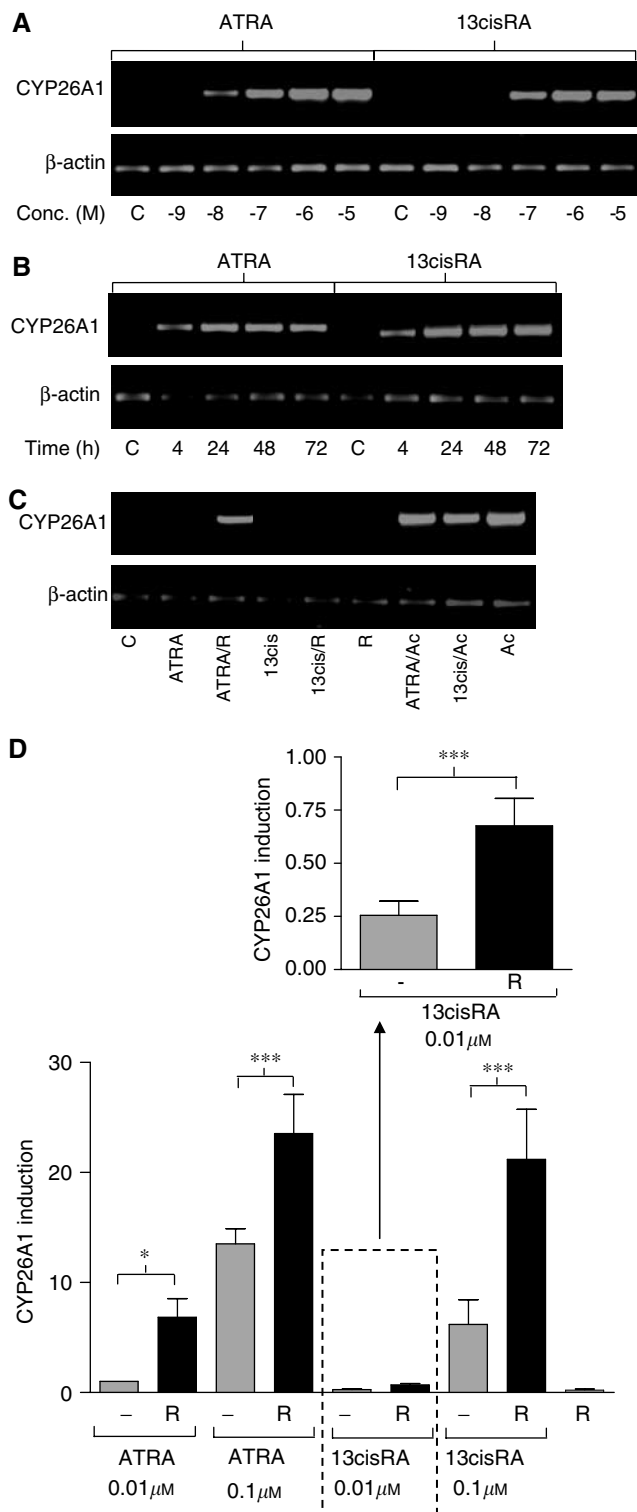 A
ATRA 13cisRA
CYP26A1
β-actin
Conc. (M) C -9 -8 -7 -6 -5 C -9 -8 -7 -6 -5
B
ATRA 13cisRA
CYP26A1
β-actin
Time (h) C 4 24 48 72 C 4 24 48 72
C
CYP26A1
β-actin
C ATRA ATRA/R 13cis 13cis/R R ATRA/Ac 13cis/Ac Ac
D
CYP26A1 induction
1.00
0.75
0.50
0.25
0.00
***
- R
13cisRA
0.01μM
CYP26A1 induction
30
20
10
0
* *** ***
– R – R – R – R R
ATRA ATRA 13cisRA 13cisRA
0.01μM 0.1μM 0.01μM 0.1μM